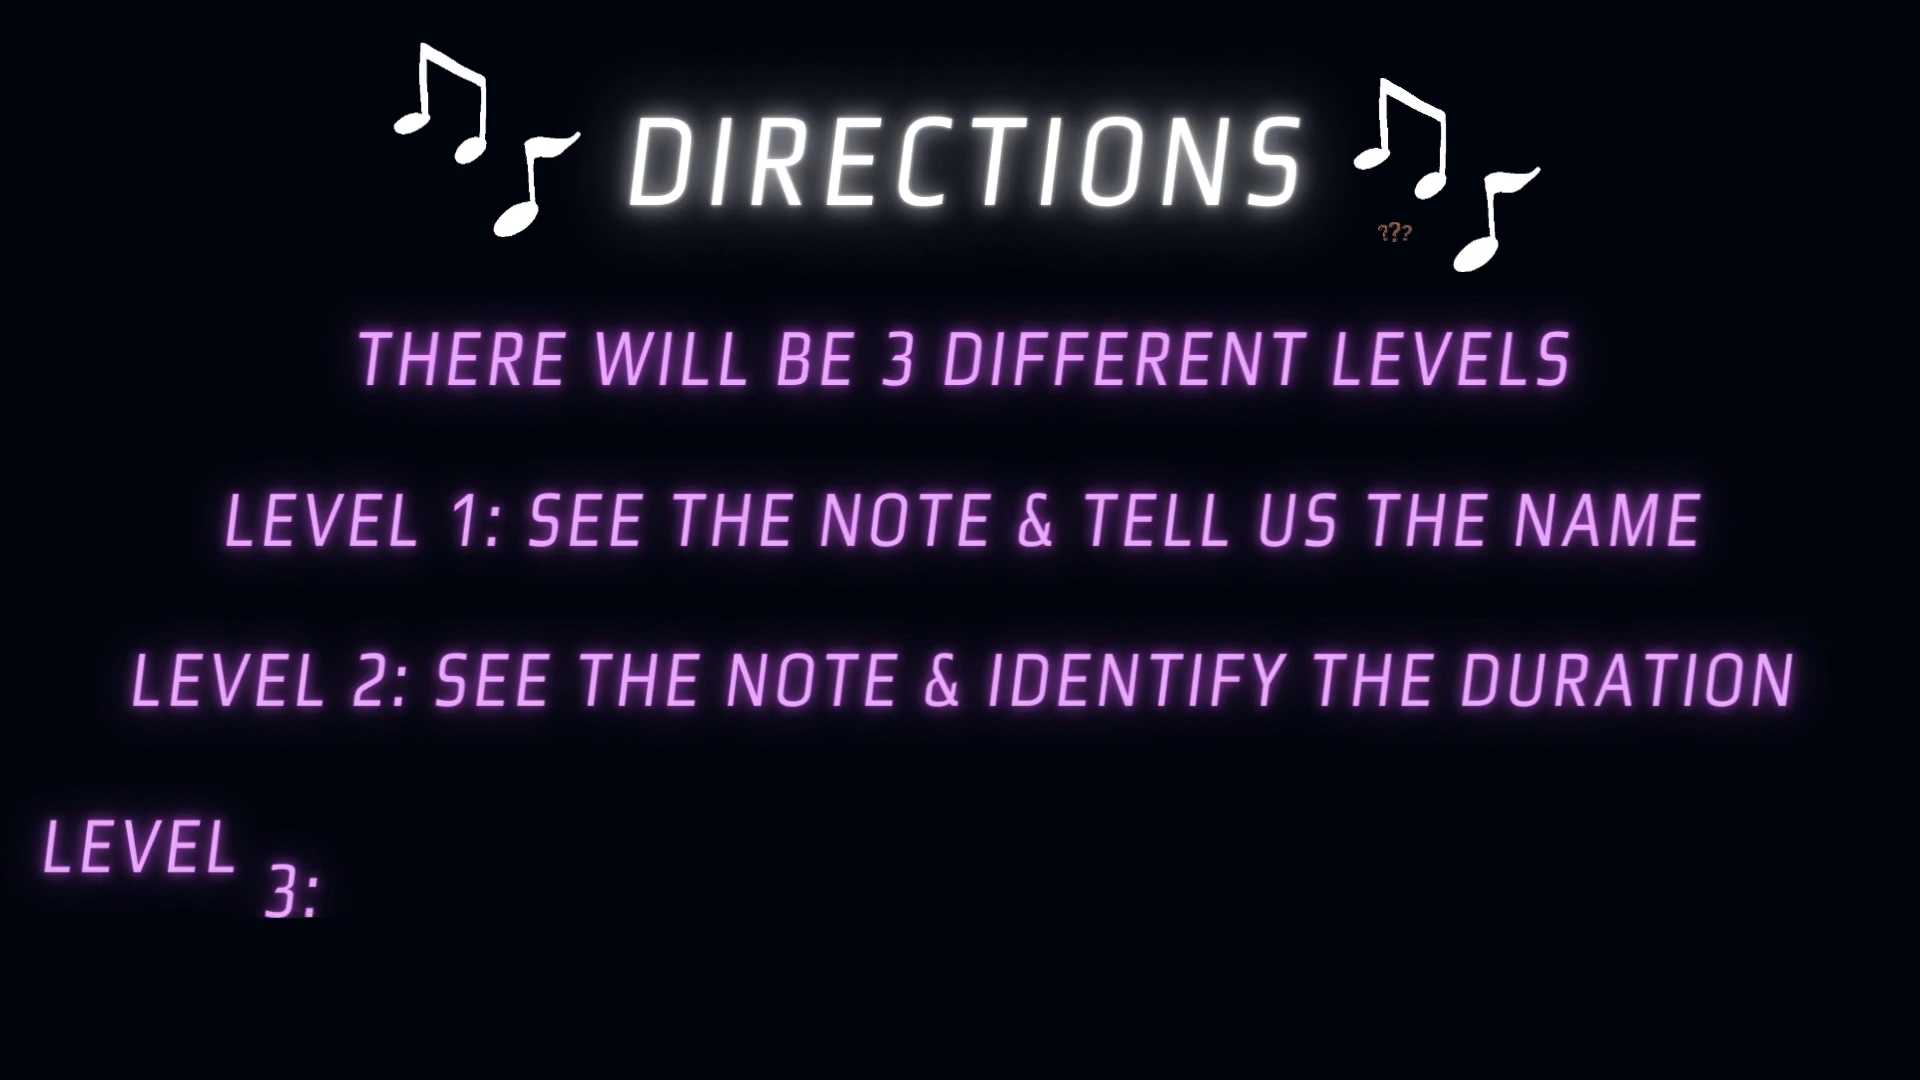 DIRECTIONS
???
THERE WILL BE 3 DIFFERENT LEVELS
LEVEL 1: SEE THE NOTE & TELL US THE NAME
LEVEL 2: SEE THE NOTE & IDENTIFY THE DURATION
LEVEL 3: